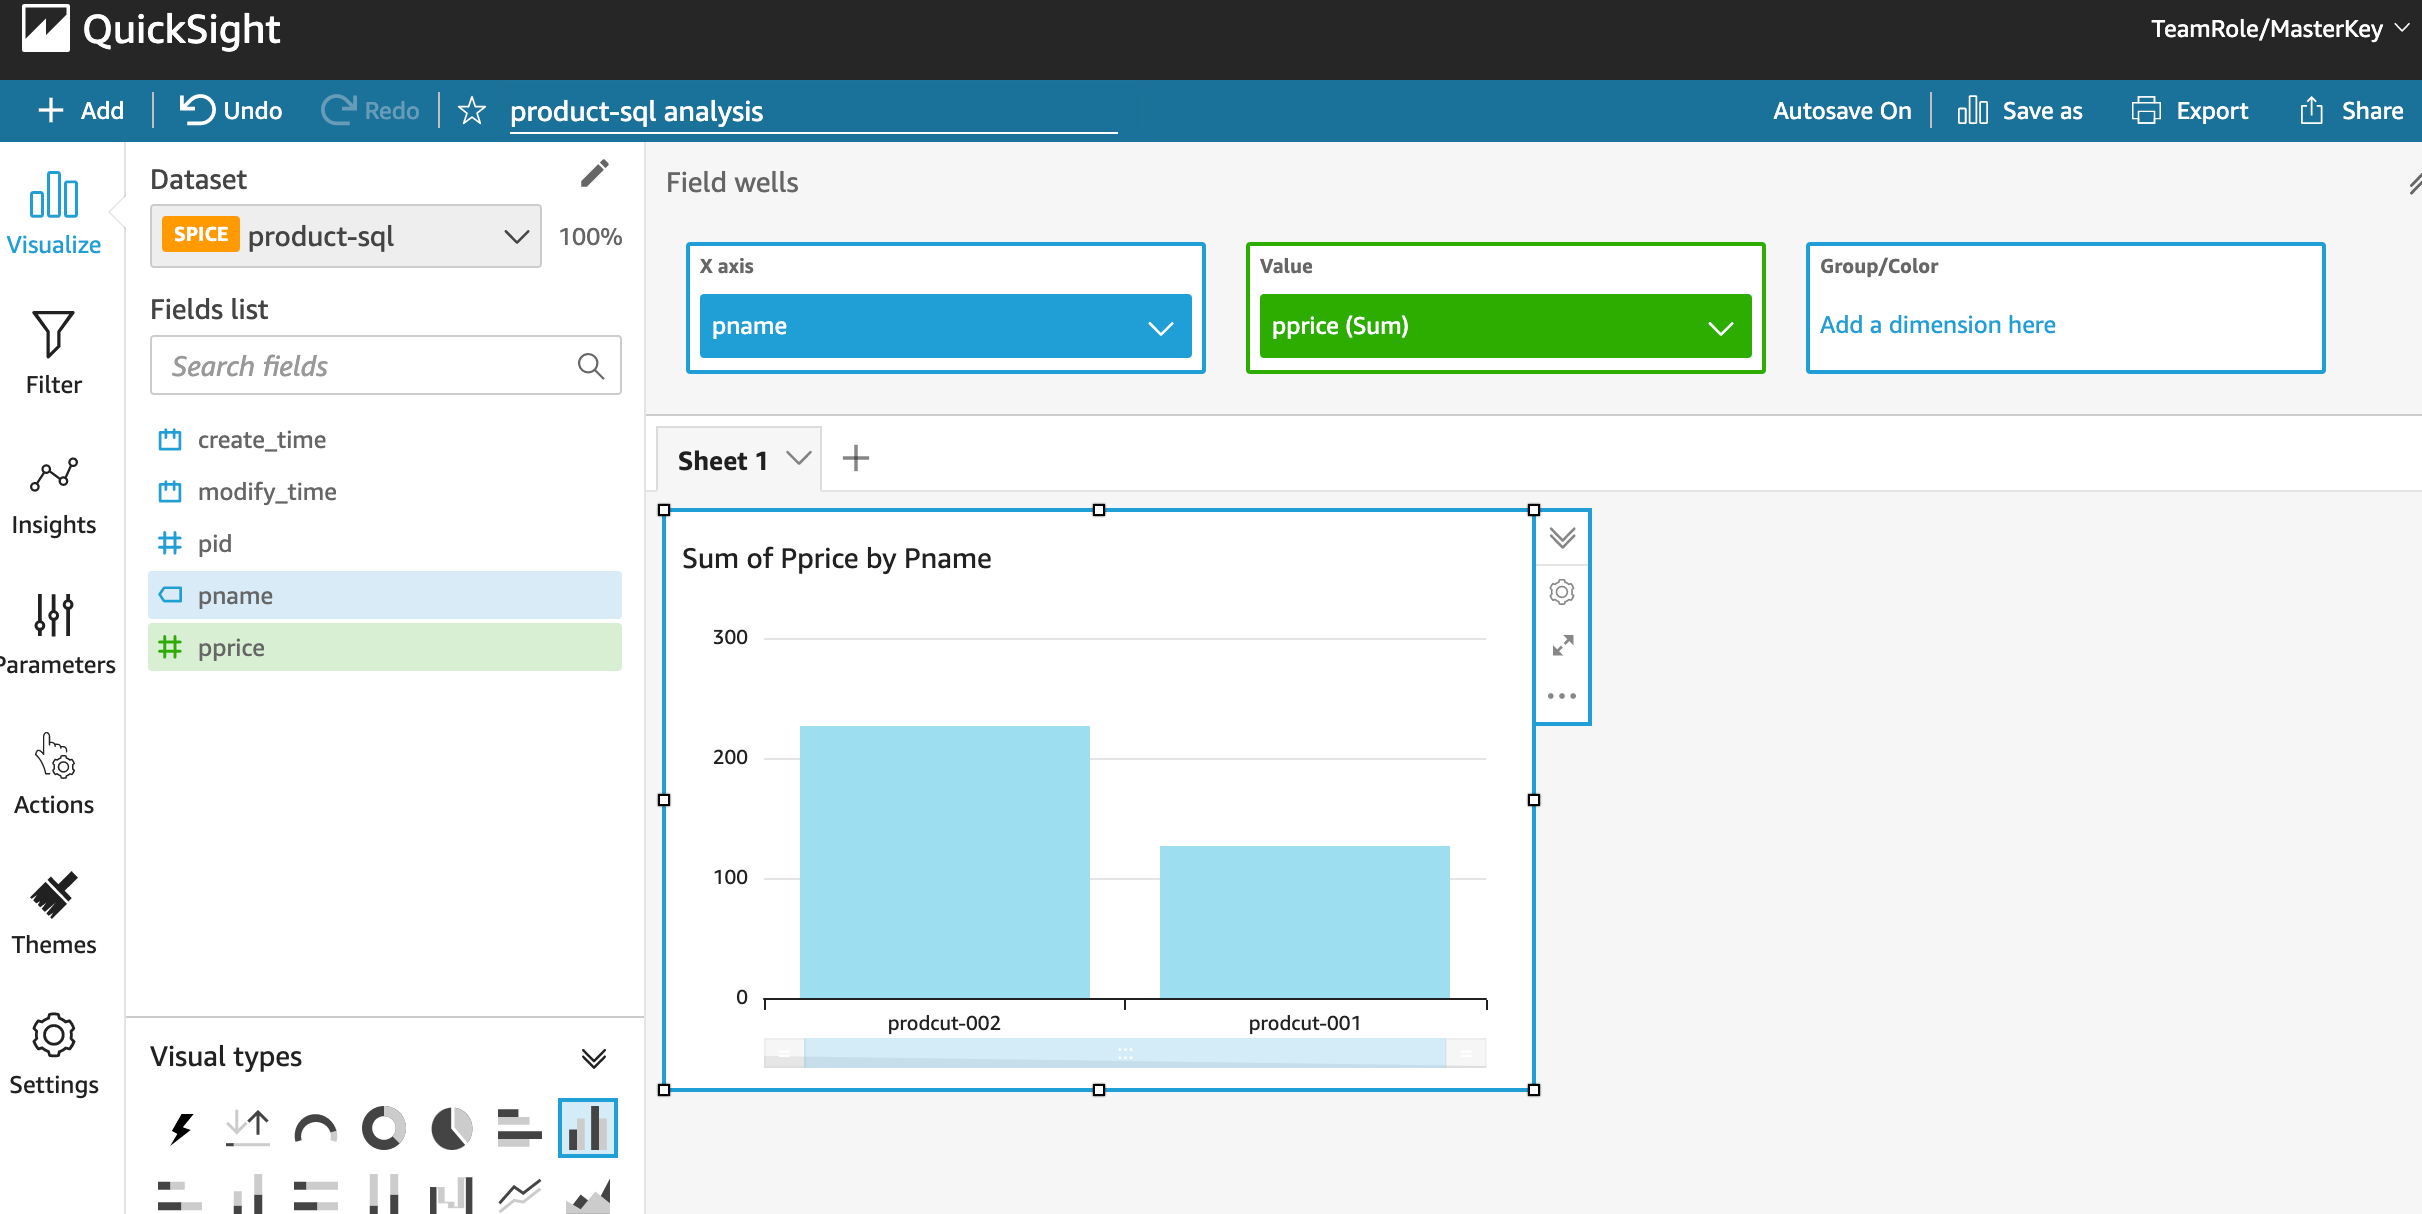 QuickSight
TeamRole/MasterKey
Add
Undo
Redo
product-sql analysis
Autosave On
Save as
Export
Share
Visualize
Filter
Insights
Parameters
Actions
Themes
Settings
Dataset
SPICE product-sql
100%
Fields list
Search fields
create_time
modify_time
pid
pname
pprice
Visual types
Field wells
X axis
pname
Value
pprice (Sum)
Group/Color
Add a dimension here
Sheet 1
Sum of Pprice by Pname
300
200
100
0
prodcut-002
prodcut-001